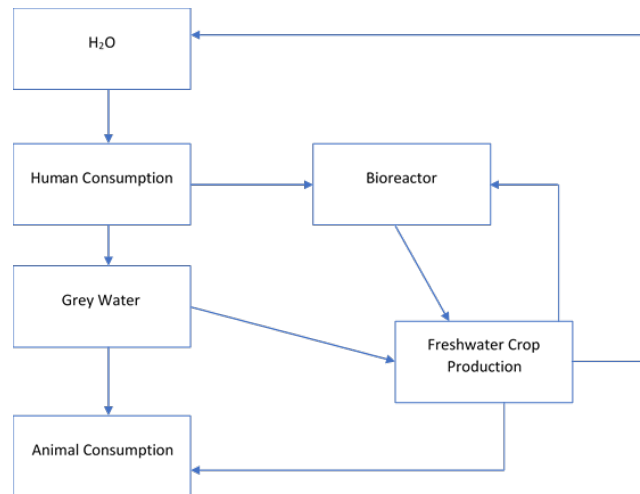 H₂O
Human Consumption
Bioreactor
Grey Water
Freshwater Crop
Production
Animal Consumption